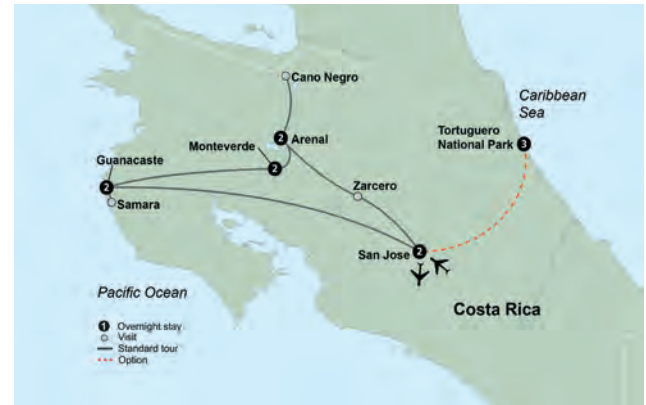 Cano Negro
Caribbean
Sea
2 Arenal
Tortuguero
National Park 3
Monteverde
2
Guanacaste
2
Zarcero
Samara
San Jose 2
Pacific Ocean
Costa Rica
1 Overnight stay
Visit
Standard tour
Option